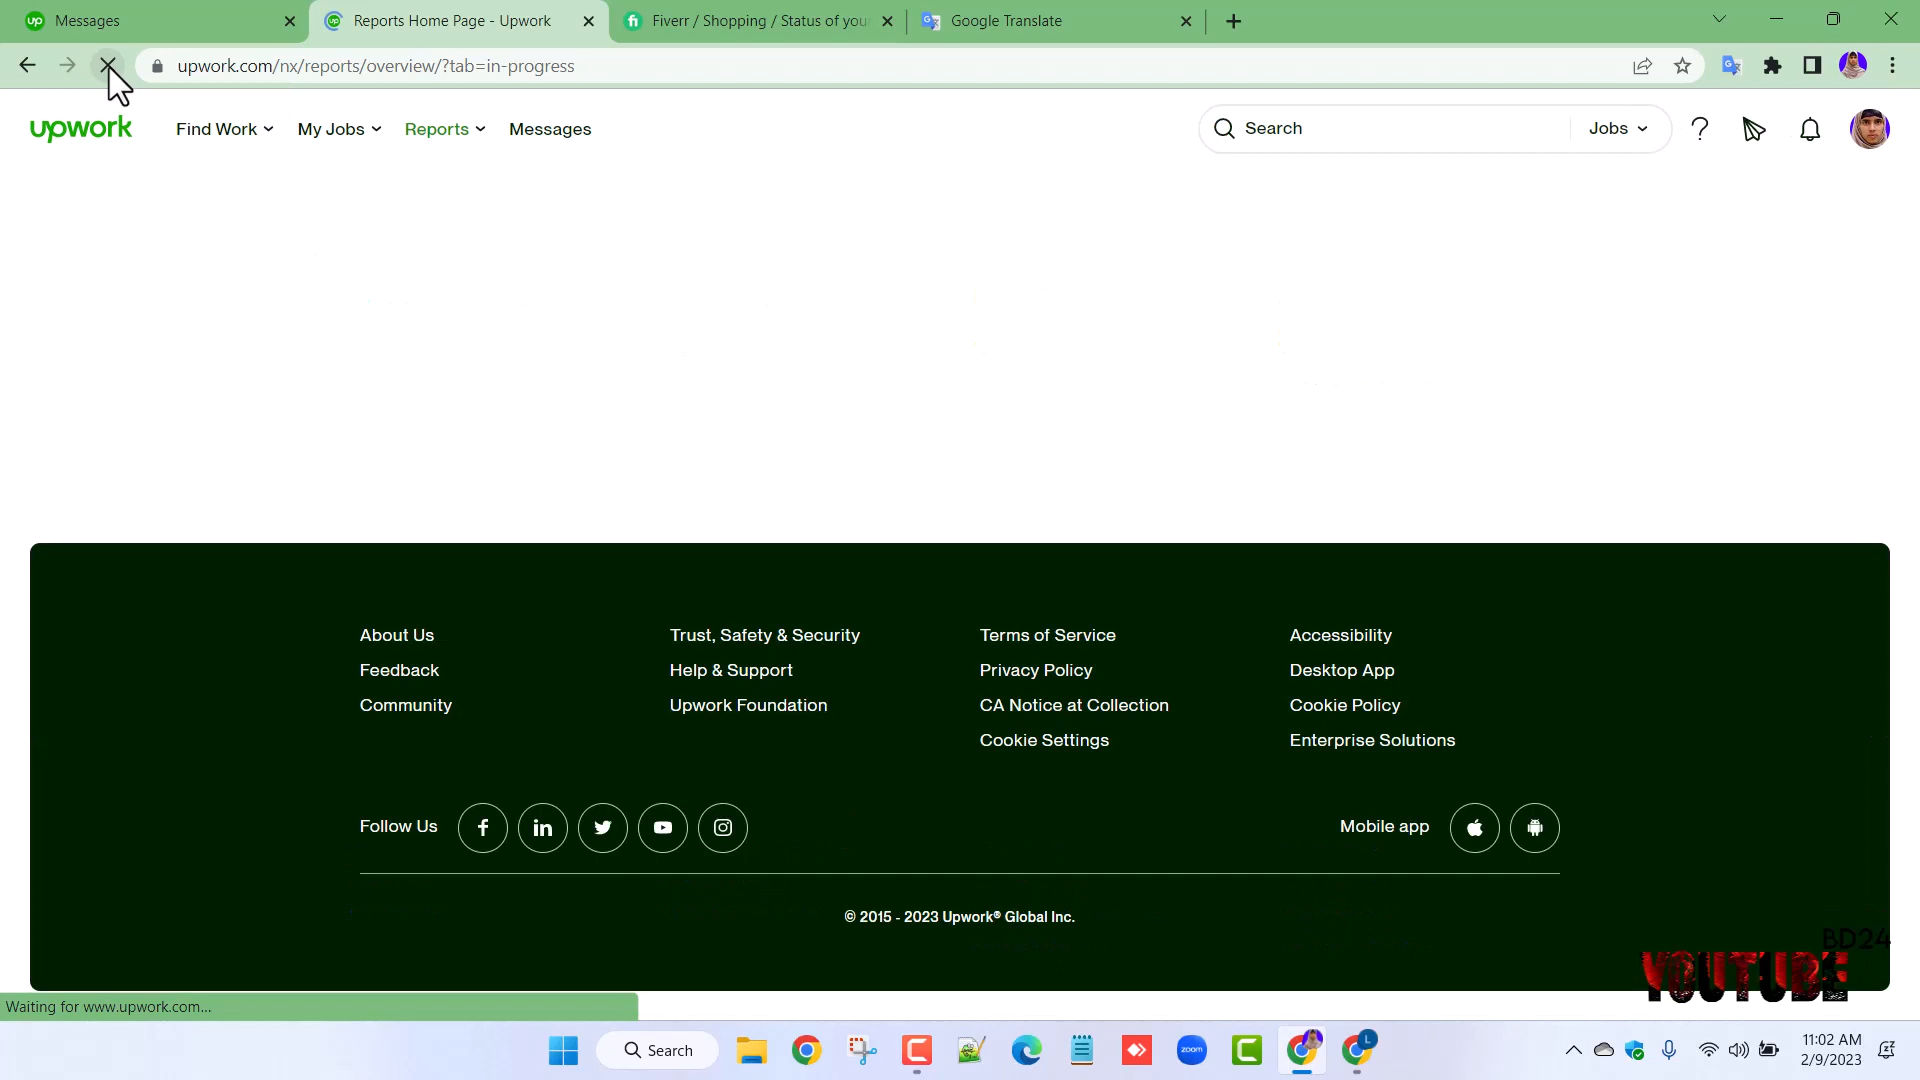 Messages
Reports Home Page - Upwork
Fiverr / Shopping / Status of you
Google Translate
upwork.com/nx/reports/overview/?tab=in-progress
upwork
Find Work
My Jobs
Reports
Messages
Search
Jobs
About Us
Trust, Safety & Security
Terms of Service
Accessibility
Feedback
Help & Support
Privacy Policy
Desktop App
Community
Upwork Foundation
CA Notice at Collection
Cookie Policy
Cookie Settings
Enterprise Solutions
Follow Us
Mobile app
© 2015 - 2023 Upwork® Global Inc.
BD24
YOUTUBE
Waiting for www.upwork.com...
Search
zoom
L
11:02 AM
2/9/2023